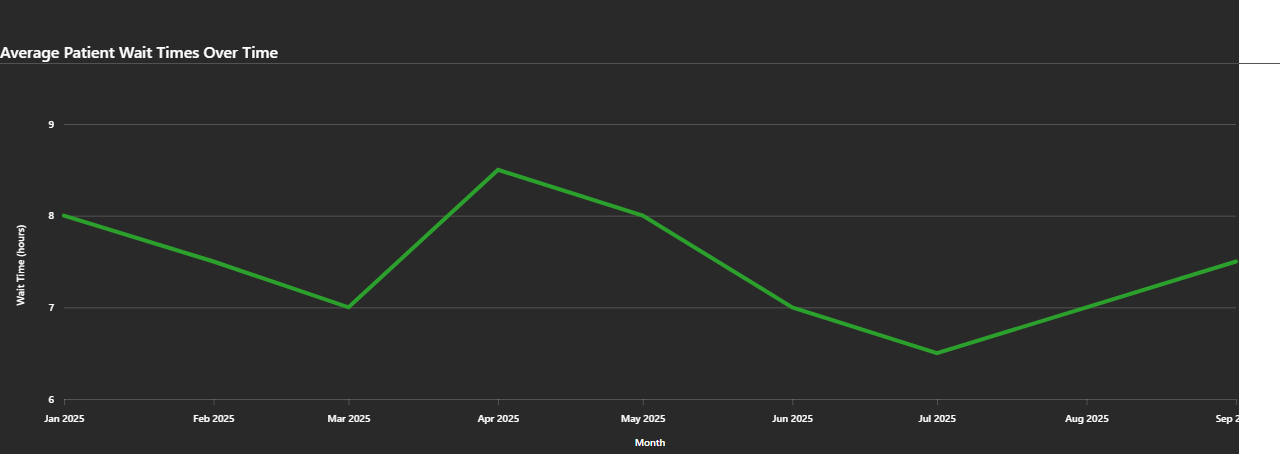 Average Patient Wait Times Over Time
9
8
7
6
Wait Time (hours)
Jan 2025 Feb 2025 Mar 2025 Apr 2025 May 2025 Jun 2025 Jul 2025 Aug 2025 Sep
Month